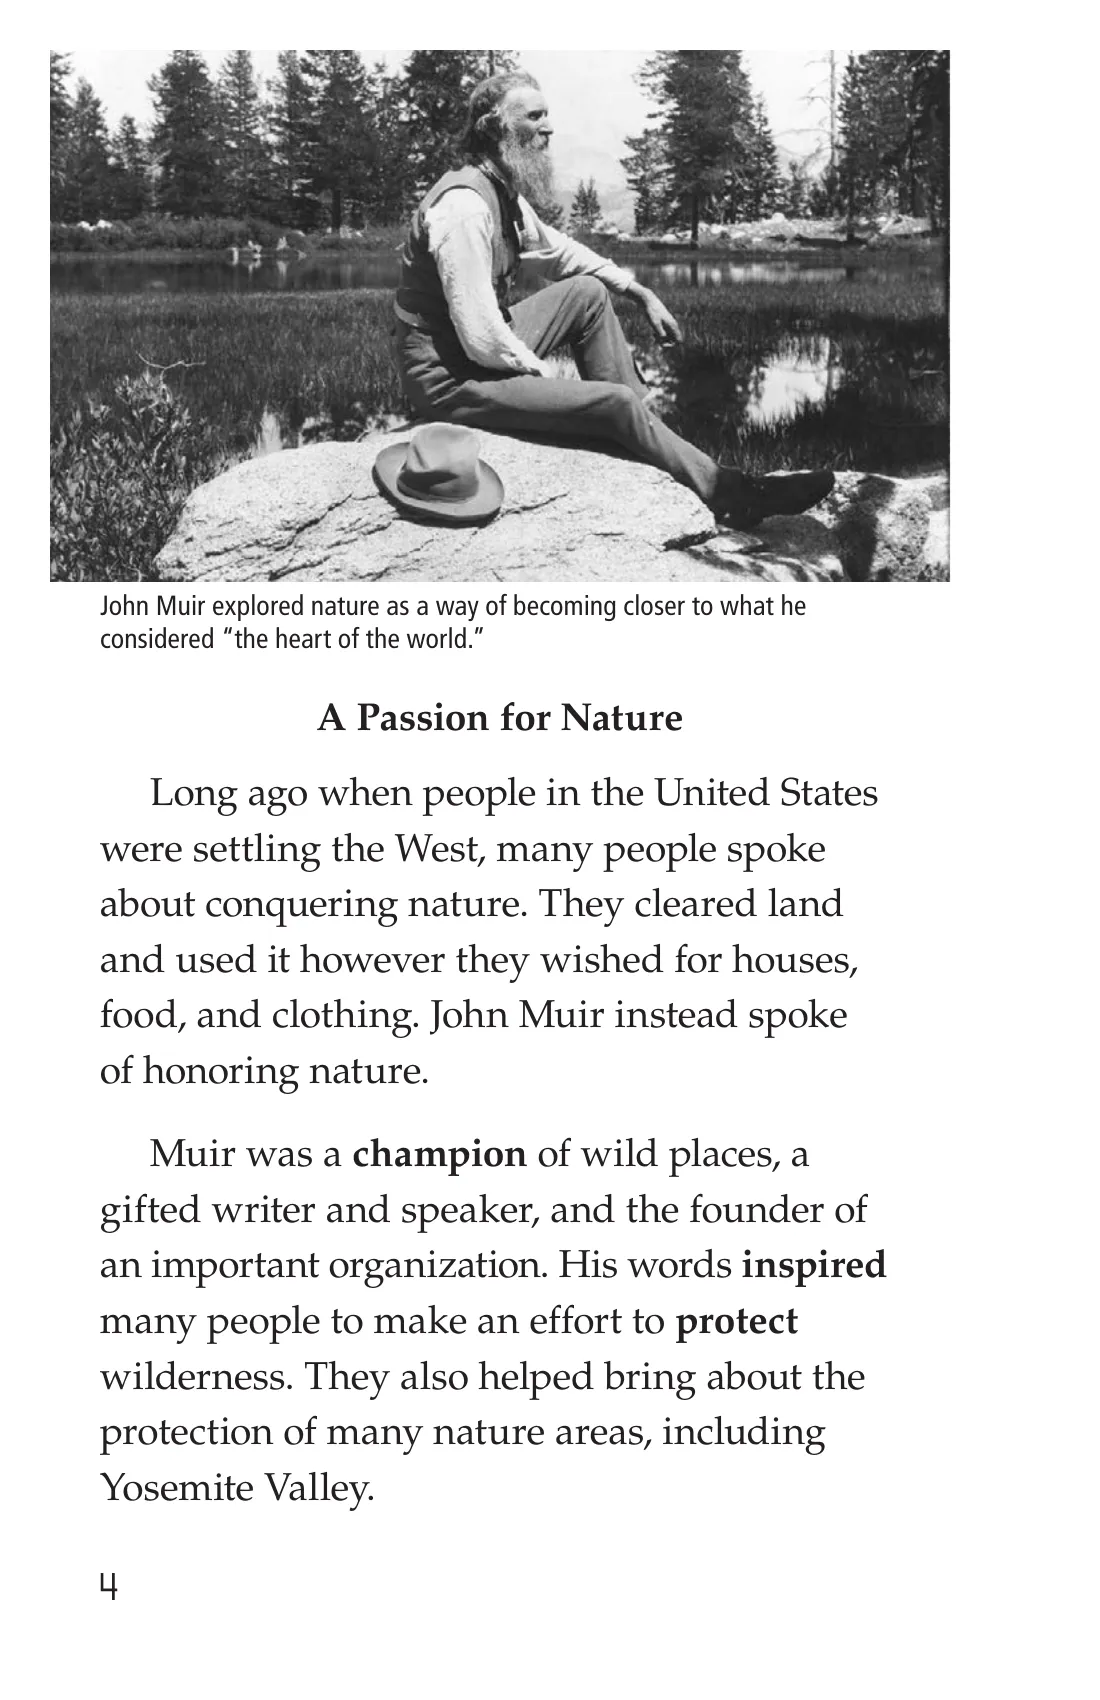 John Muir explored nature as a way of becoming closer to what he
considered “the heart of the world.”
A Passion for Nature
Long ago when people in the United States
were settling the West, many people spoke
about conquering nature. They cleared land
and used it however they wished for houses,
food, and clothing. John Muir instead spoke
of honoring nature.
Muir was a champion of wild places, a
gifted writer and speaker, and the founder of
an important organization. His words inspired
many people to make an effort to protect
wilderness. They also helped bring about the
protection of many nature areas, including
Yosemite Valley.
4